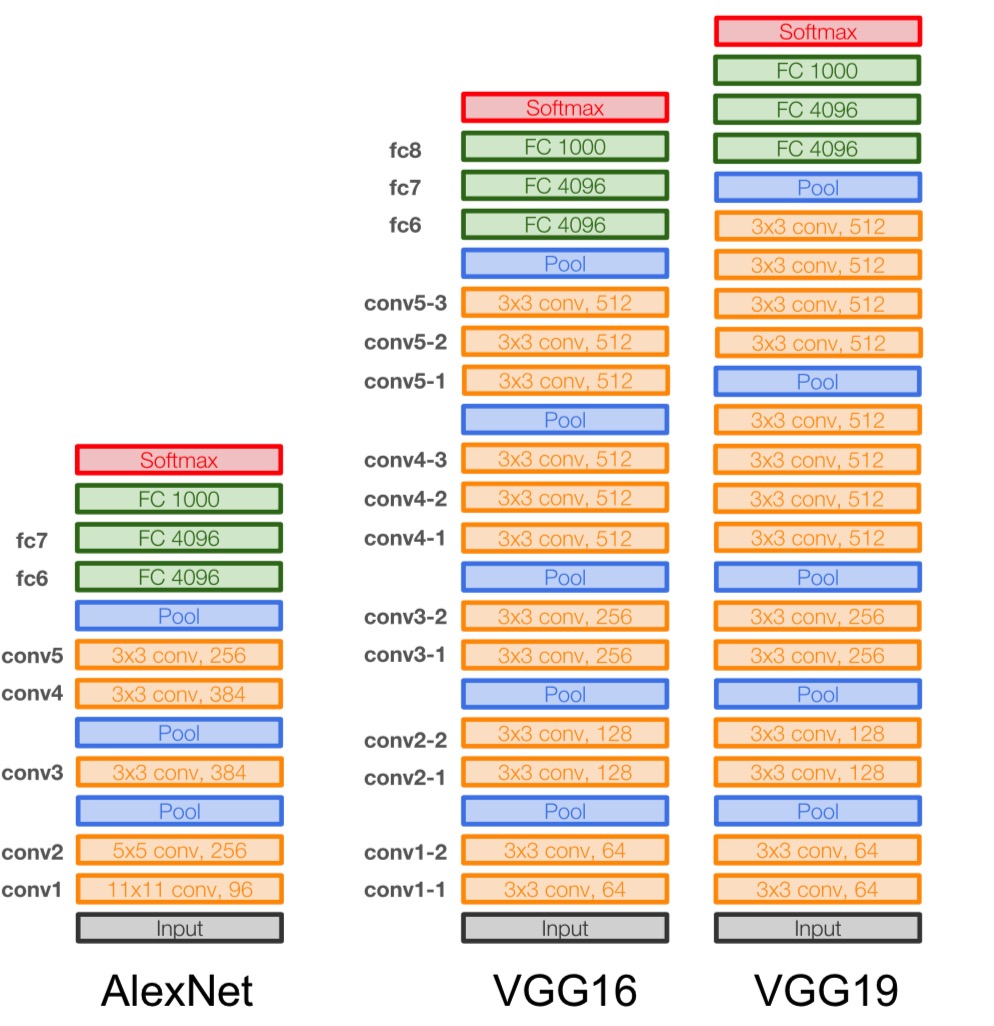 Softmax
FC 1000
fc7 FC 4096
fc6 FC 4096
Pool
conv5 3x3 conv, 256
conv4 3x3 conv, 384
Pool
conv3 3x3 conv, 384
Pool
conv2 5x5 conv, 256
conv1 11x11 conv, 96
Input
AlexNet
Softmax
fc8 FC 1000
fc7 FC 4096
fc6 FC 4096
Pool
conv5-3 3x3 conv, 512
conv5-2 3x3 conv, 512
conv5-1 3x3 conv, 512
Pool
conv4-3 3x3 conv, 512
conv4-2 3x3 conv, 512
conv4-1 3x3 conv, 512
Pool
conv3-2 3x3 conv, 256
conv3-1 3x3 conv, 256
Pool
conv2-2 3x3 conv, 128
conv2-1 3x3 conv, 128
Pool
conv1-2 3x3 conv, 64
conv1-1 3x3 conv, 64
Input
VGG16
Softmax
FC 1000
FC 4096
FC 4096
Pool
3x3 conv, 512
3x3 conv, 512
3x3 conv, 512
3x3 conv, 512
Pool
3x3 conv, 512
3x3 conv, 512
3x3 conv, 512
3x3 conv, 512
Pool
3x3 conv, 256
3x3 conv, 256
Pool
3x3 conv, 128
3x3 conv, 128
Pool
3x3 conv, 64
3x3 conv, 64
Input
VGG19